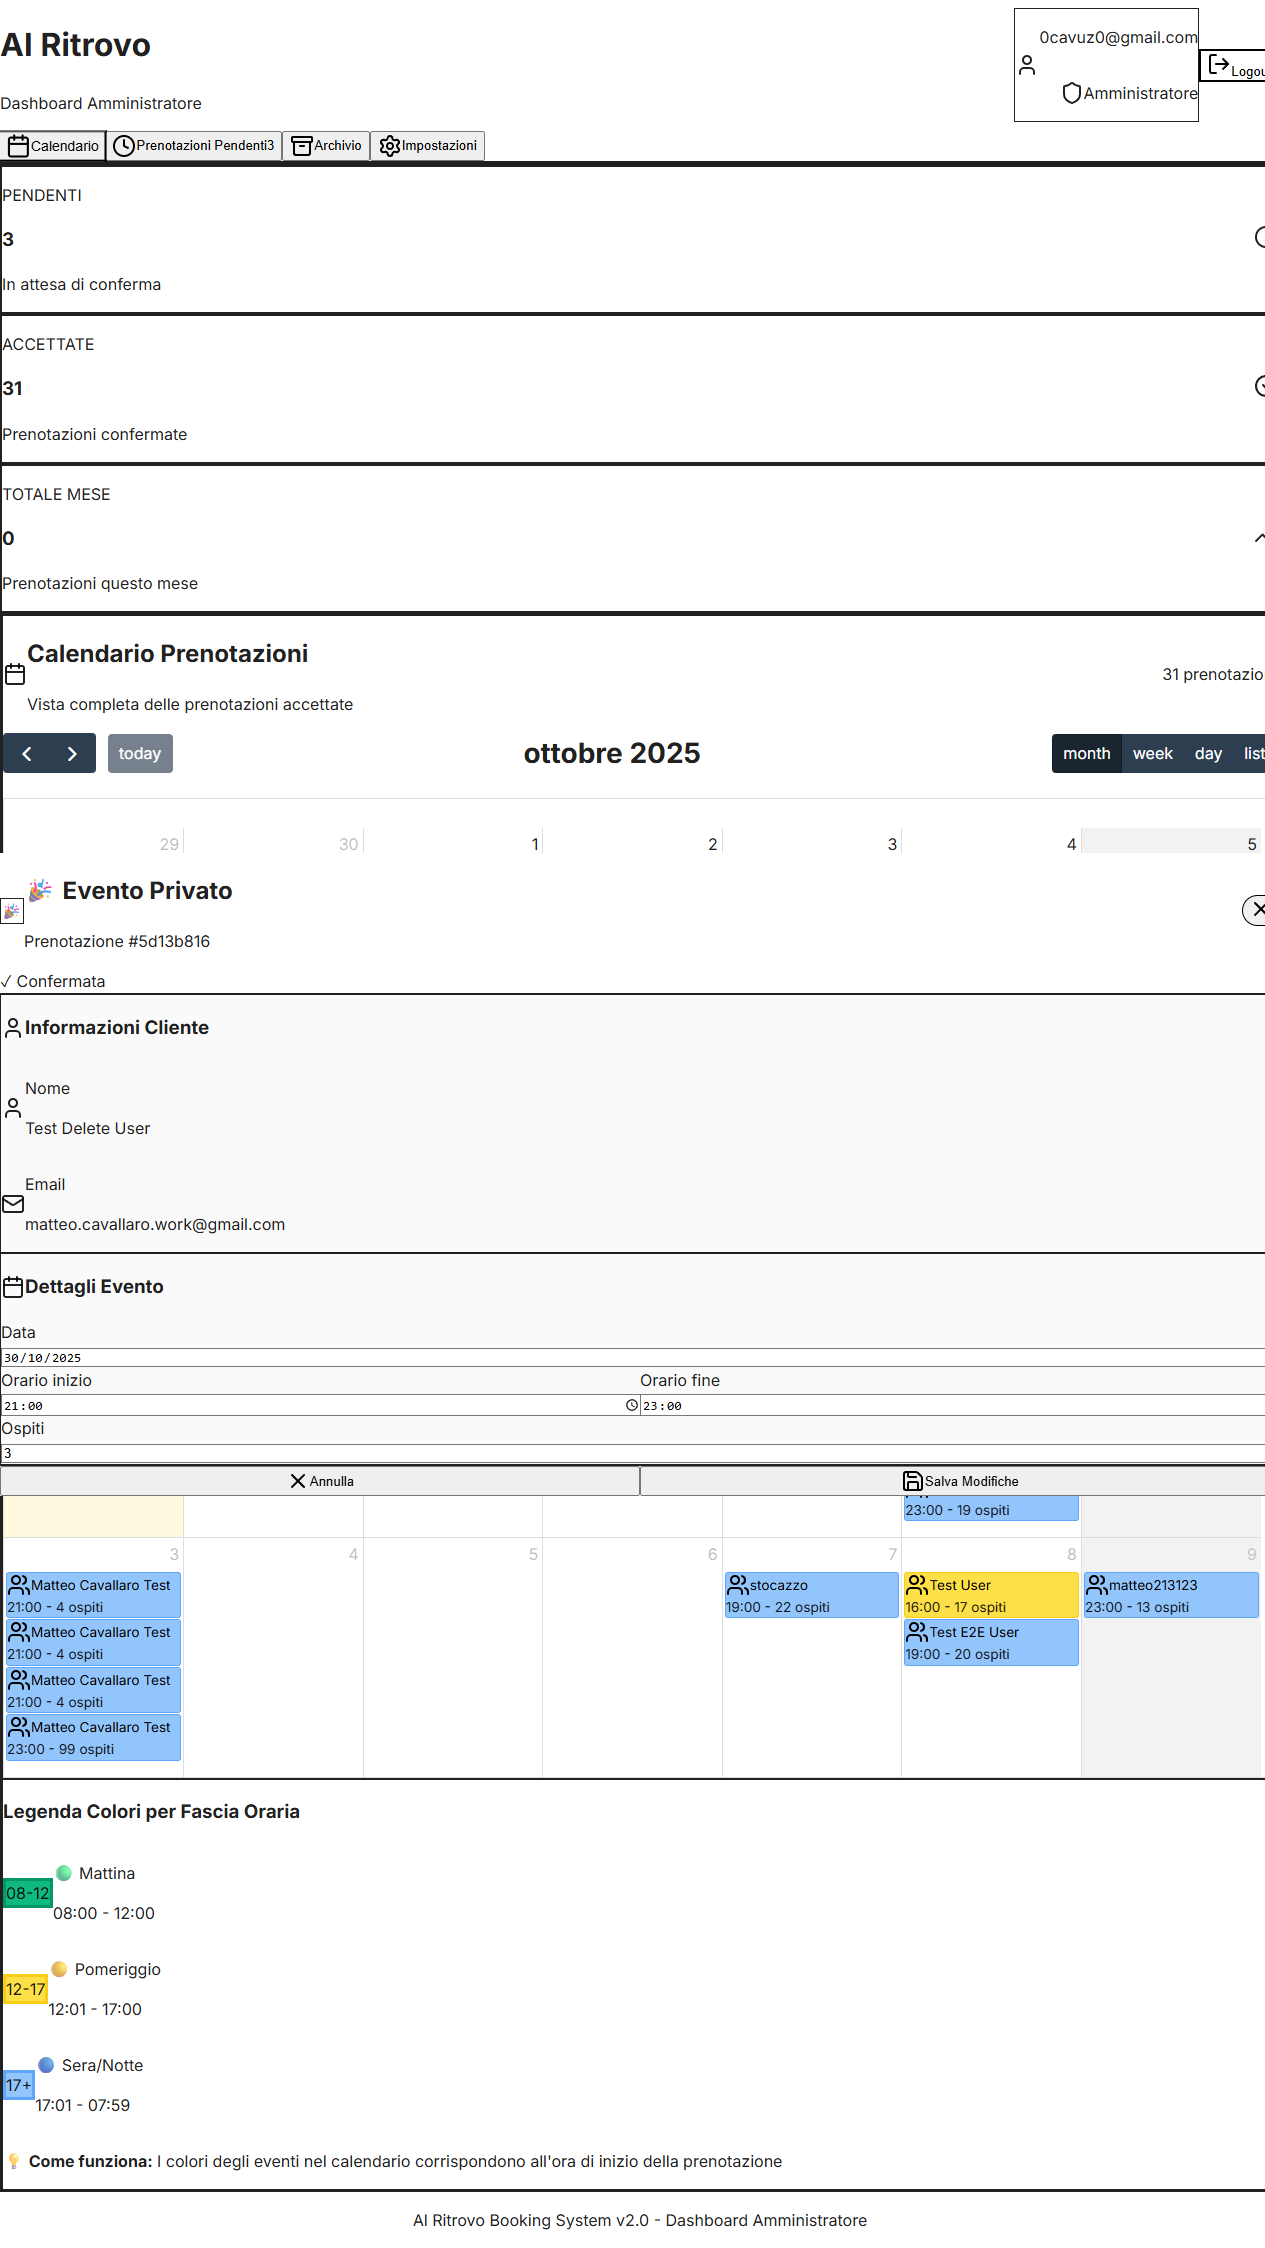 Al Ritrovo
Dashboard Amministratore
0cavuz0@gmail.com
Amministratore
Calendario
Prenotazioni Pendenti3
Archivio
Impostazioni
PENDENTI
3
In attesa di conferma
ACCETTATE
31
Prenotazioni confermate
TOTALE MESE
0
Prenotazioni questo mese
Calendario Prenotazioni
Vista completa delle prenotazioni accettate
31 prenotazio
today
ottobre 2025
month week day list
29 30 1 2 3 4 5
Evento Privato
Prenotazione #5d13b816
✓ Confermata
Informazioni Cliente
Nome
Test Delete User
Email
matteo.cavallaro.work@gmail.com
Dettagli Evento
Data
30/10/2025
Orario inizio Orario fine
21:00 23:00
Ospiti
3
Annulla Salva Modifiche
23:00 - 19 ospiti
3 4 5 6 7 8 9
Matteo Cavallaro Test
21:00 - 4 ospiti
Matteo Cavallaro Test
21:00 - 4 ospiti
Matteo Cavallaro Test
21:00 - 4 ospiti
Matteo Cavallaro Test
23:00 - 99 ospiti
stocazzo
19:00 - 22 ospiti
Test User
16:00 - 17 ospiti
Test E2E User
19:00 - 20 ospiti
matteo213123
23:00 - 13 ospiti
Legenda Colori per Fascia Oraria
08-12
Mattina
08:00 - 12:00
12-17
Pomeriggio
12:01 - 17:00
17+
Sera/Notte
17:01 - 07:59
Come funziona: I colori degli eventi nel calendario corrispondono all'ora di inizio della prenotazione
Al Ritrovo Booking System v2.0 - Dashboard Amministratore